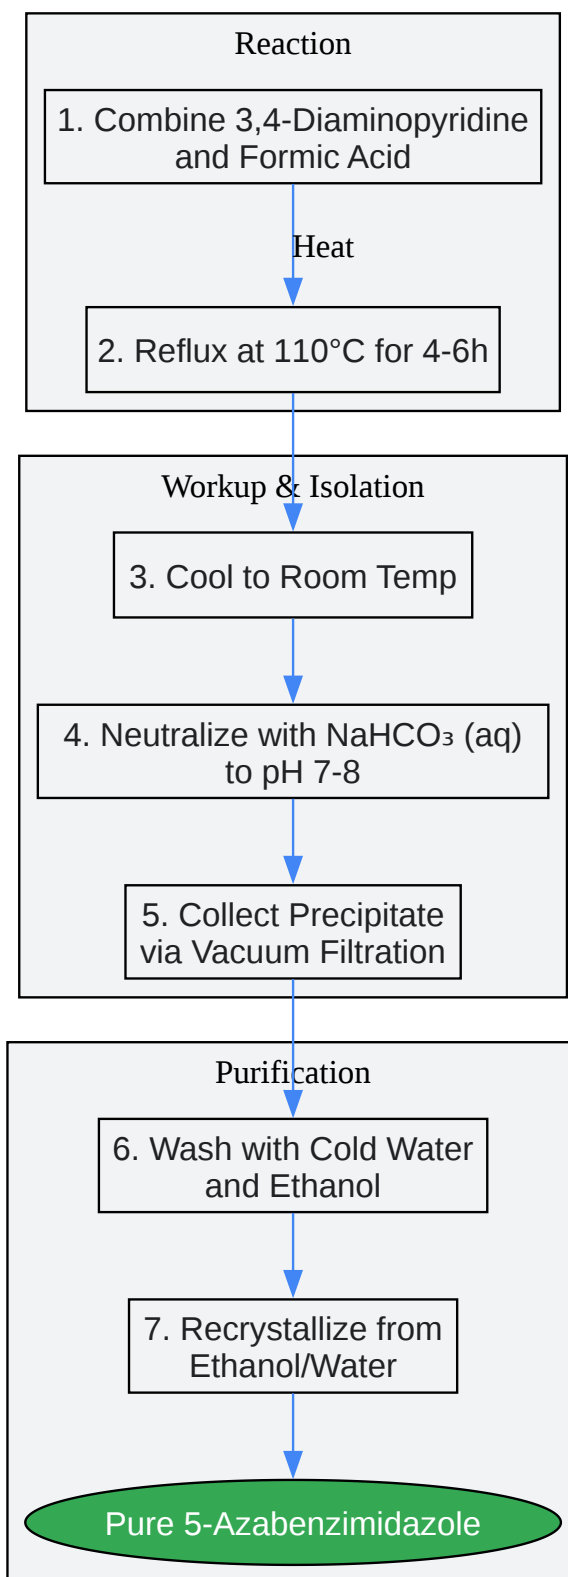 Reaction
1. Combine 3,4-Diaminopyridine
and Formic Acid
Heat
2. Reflux at 110°C for 4-6h
Workup & Isolation
3. Cool to Room Temp
4. Neutralize with NaHCO₃ (aq)
to pH 7-8
5. Collect Precipitate
via Vacuum Filtration
Purification
6. Wash with Cold Water
and Ethanol
7. Recrystallize from
Ethanol/Water
Pure 5-Azabenzimidazole